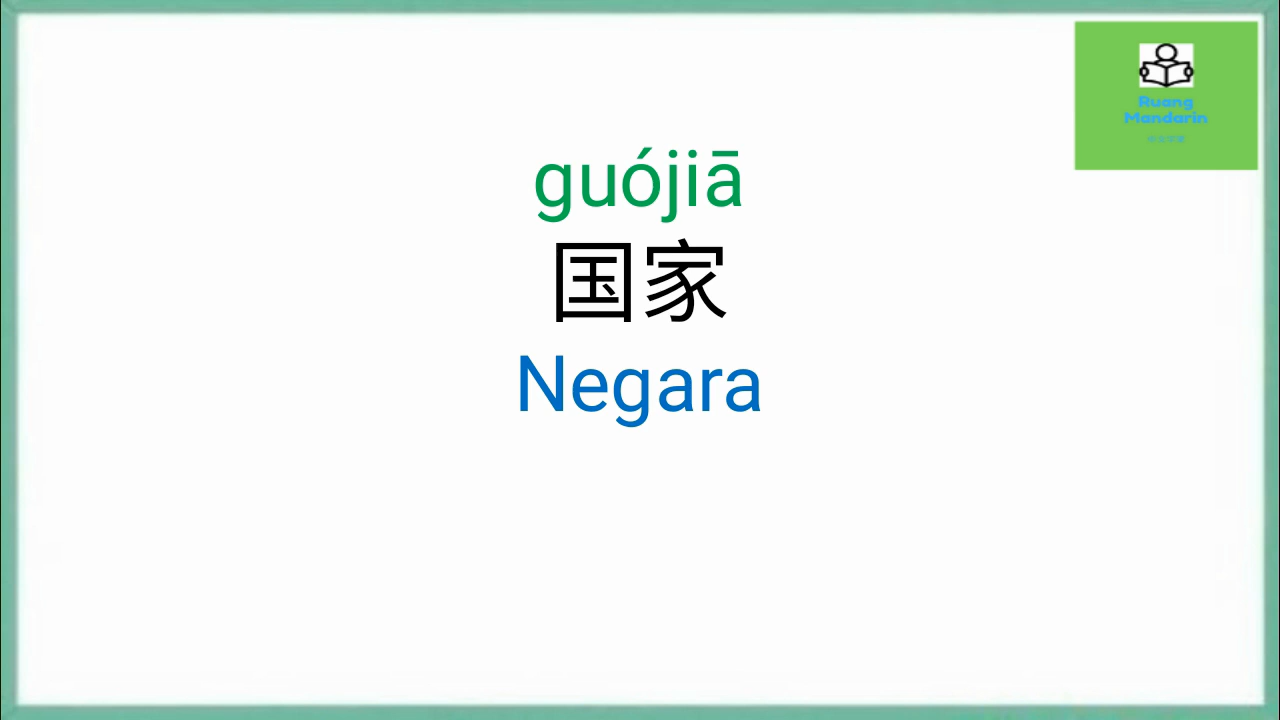 Ruang
Mandarin
guójiā
国家
Negara